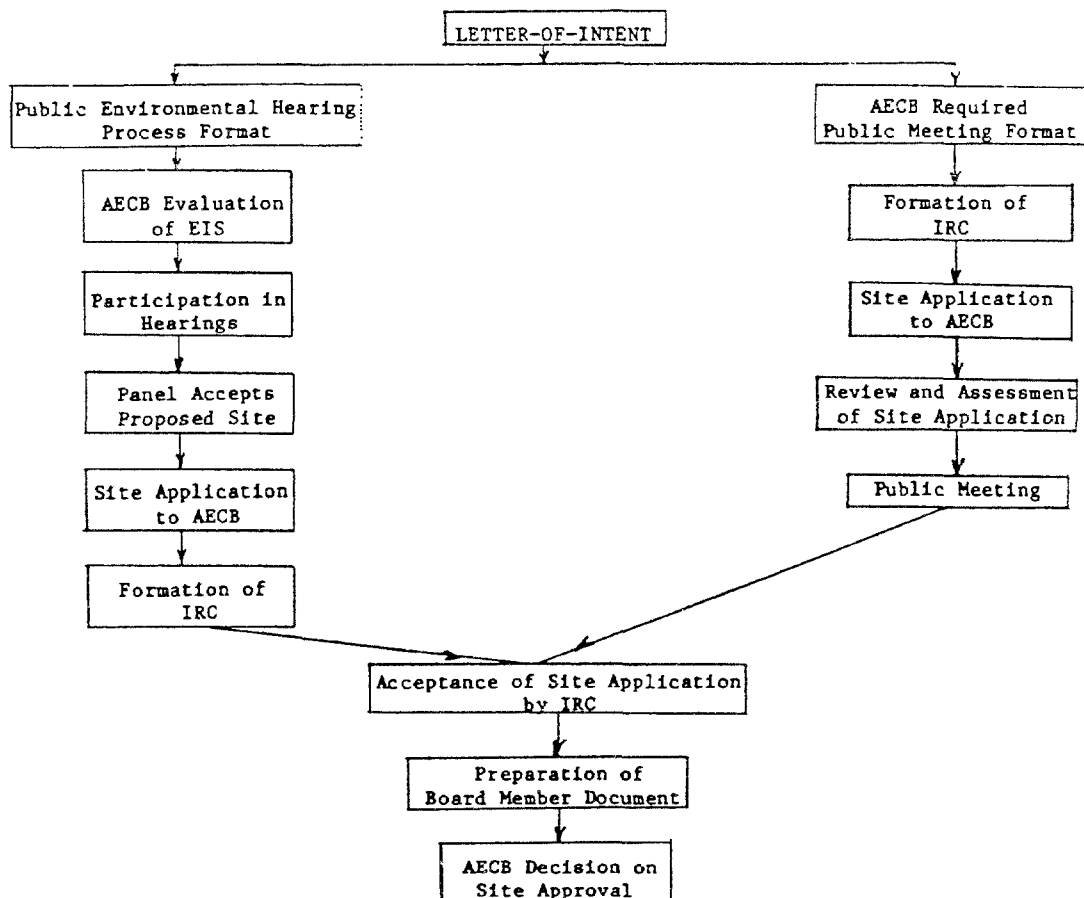 LETTER-OF-INTENT
Public Environmental Hearing
Process Format
AECB Evaluation
of EIS
Participation in
Hearings
Panel Accepts
Proposed Site
Site Application
to AECB
Formation of
IRC
AECB Required
Public Meeting Format
Formation of
IRC
Site Application
to AECB
Review and Assessment
of Site Application
Public Meeting
Acceptance of Site Application
by IRC
Preparation of
Board Member Document
AECB Decision on
Site Approval